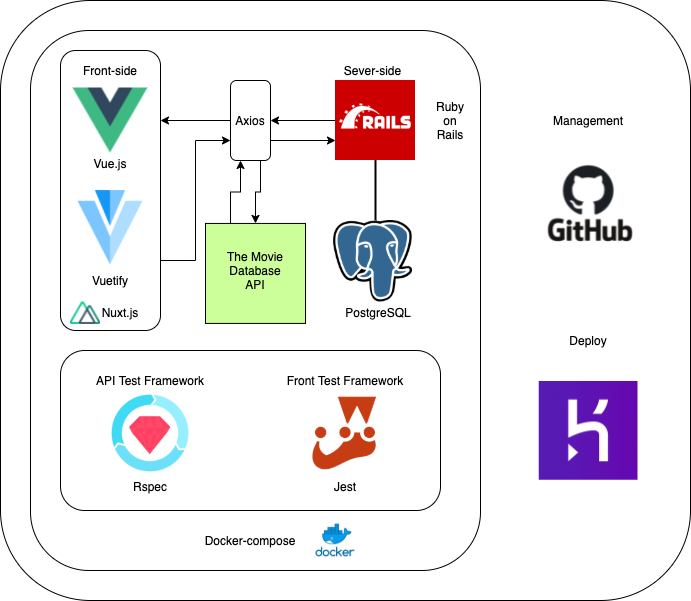 Front-side
Vue.js
Vuetify
Nuxt.js
Axios
Sever-side
RAILS
Ruby
on
Rails
The Movie
Database
API
PostgreSQL
API Test Framework
Rspec
Front Test Framework
Jest
Docker-compose
docker
Management
GitHub
Deploy